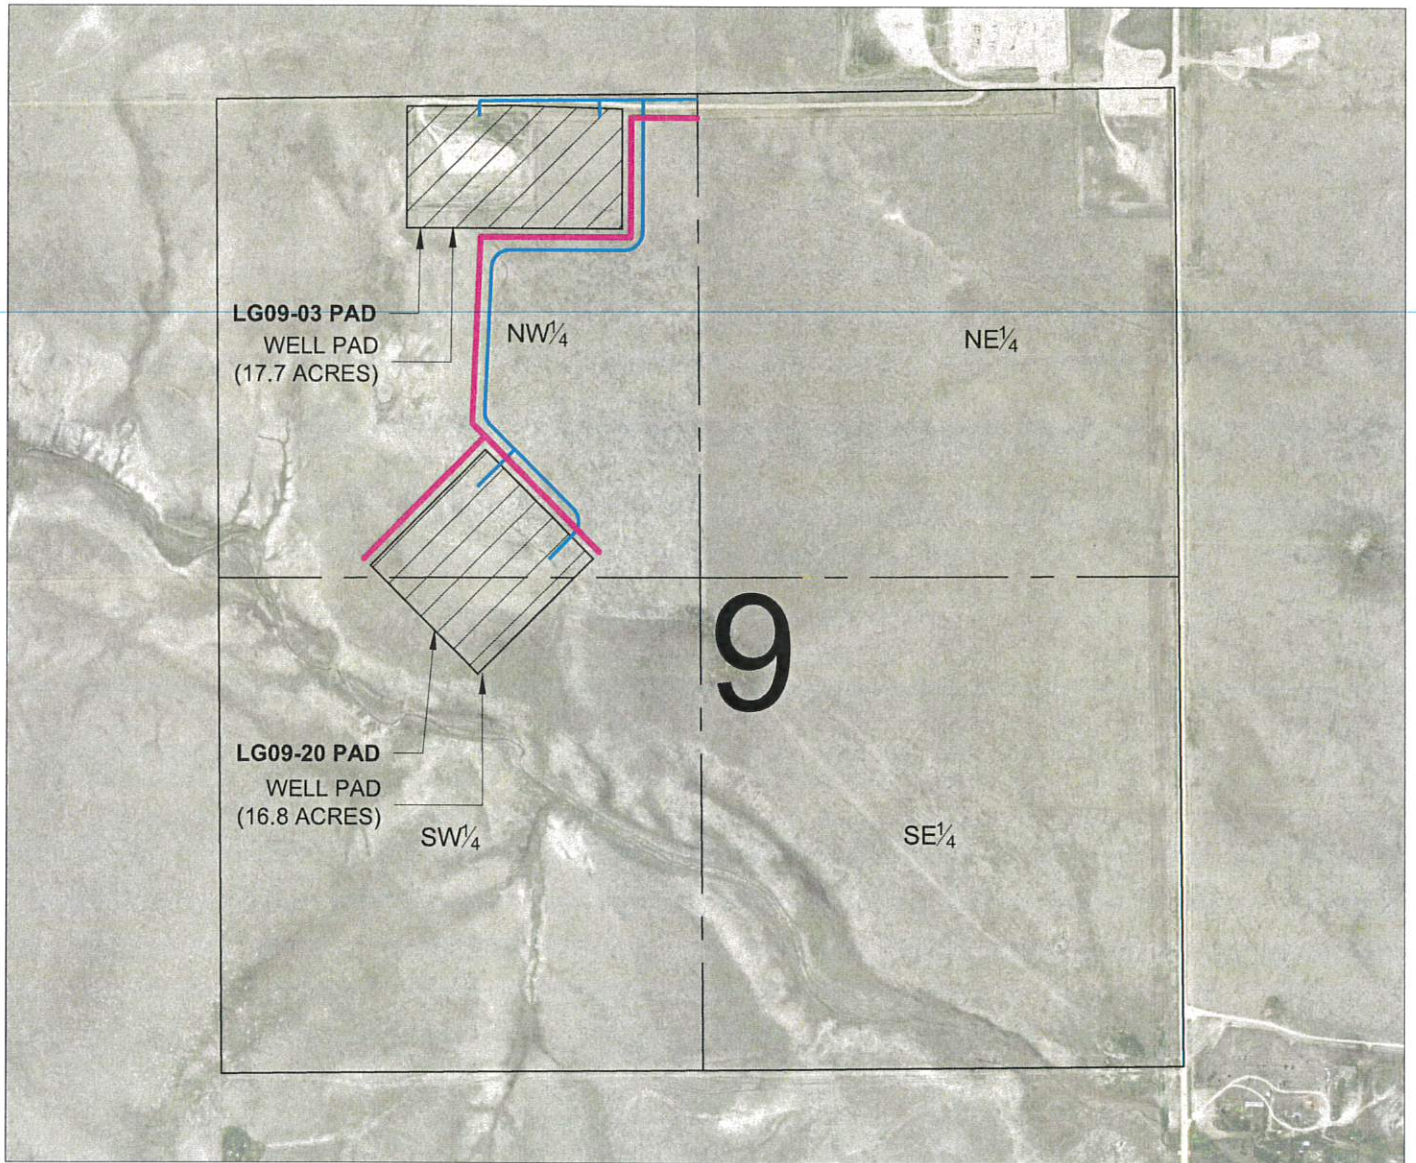 LG09-03 PAD
WELL PAD
(17.7 ACRES)
NW¼
NE¼
9
LG09-20 PAD
WELL PAD
(16.8 ACRES)
SW¼
SE¼